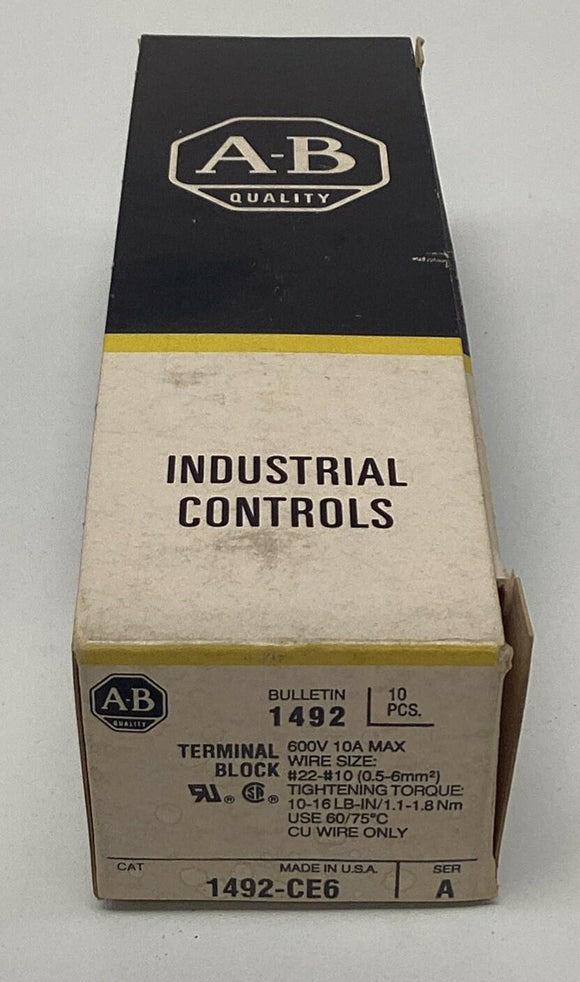 A-B
QUALITY
INDUSTRIAL
CONTROLS
A-B
QUALITY
BULLETIN
1492
10
PCS.
TERMINAL
BLOCK
600V 10A MAX
WIRE SIZE:
#22-#10 (0.5-6mm²)
TIGHTENING TORQUE:
10-16 LB-IN/1.1-1.8 Nm
USE 60/75°C
CU WIRE ONLY
CAT
MADE IN U.S.A.
SER
1492-CE6
A